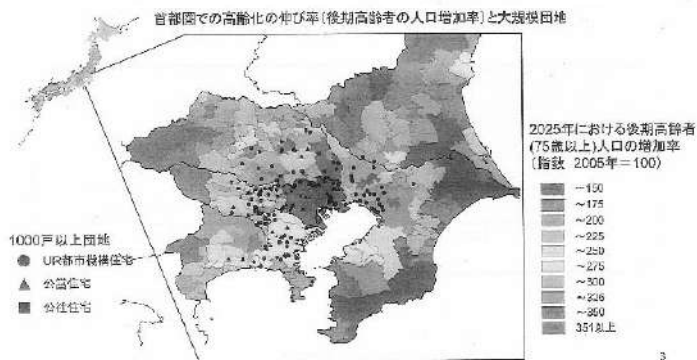 首都圏での高齢化の伸び率〔後期高齢者の人口増加率〕と大規模団地
2025年における後期高齢者
(75歳以上)人口の増加率
〔指数 2005年＝100〕
～150
～175
～200
～225
～250
～275
～300
～325
～350
351以上
1000戸以上団地
UR都市機構住宅
公営住宅
公社住宅
3